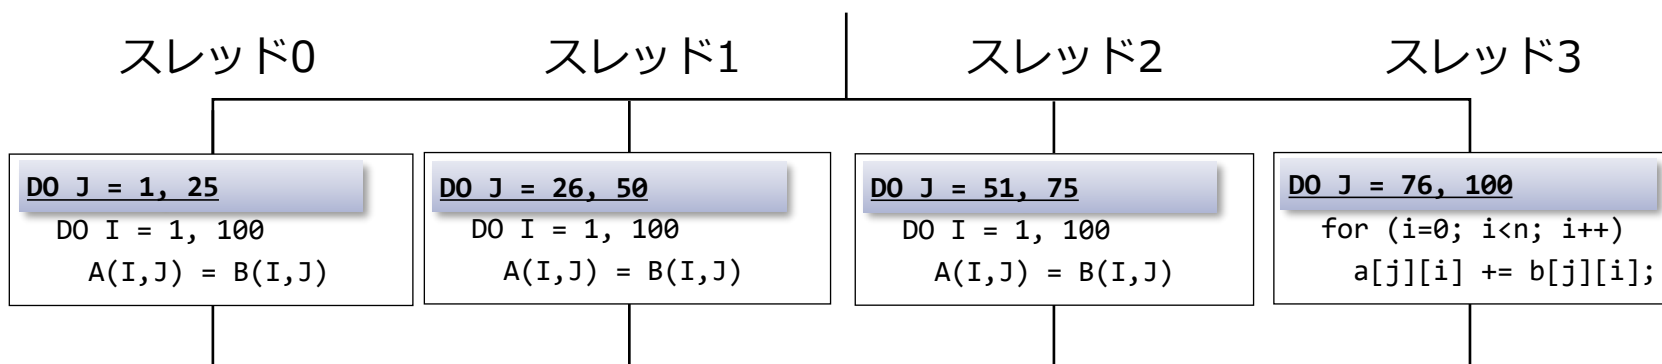 スレッド0
スレッド1
スレッド2
スレッド3
DO J = 1, 25
DO I = 1, 100
A(I,J) = B(I,J)
DO J = 26, 50
DO I = 1, 100
A(I,J) = B(I,J)
DO J = 51, 75
DO I = 1, 100
A(I,J) = B(I,J)
DO J = 76, 100
for (i=0; i<n; i++)
a[j][i] += b[j][i];